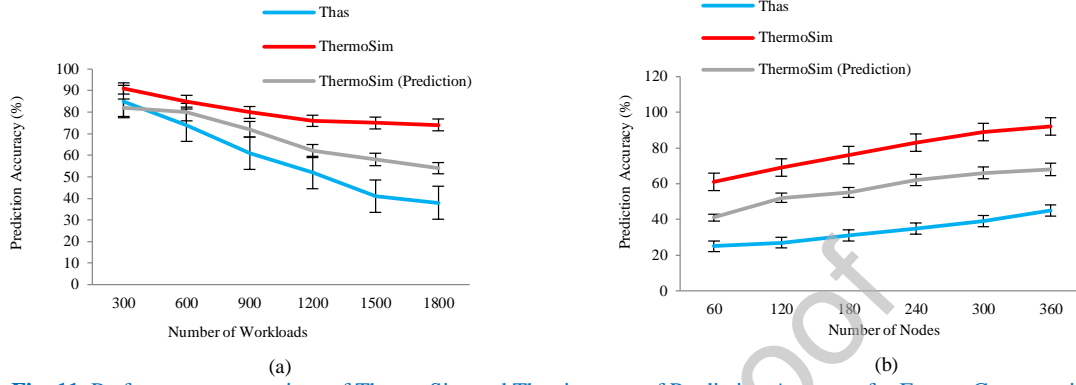 Thas
ThermoSim
ThermoSim (Prediction)
Prediction Accuracy (%)
100
90
80
70
60
50
40
30
20
10
0
300 600 900 1200 1500 1800
Number of Workloads
(a)
Thas
ThermoSim
ThermoSim (Prediction)
Prediction Accuracy (%)
120
100
80
60
40
20
0
60 120 180 240 300 360
Number of Nodes
(b)
oof